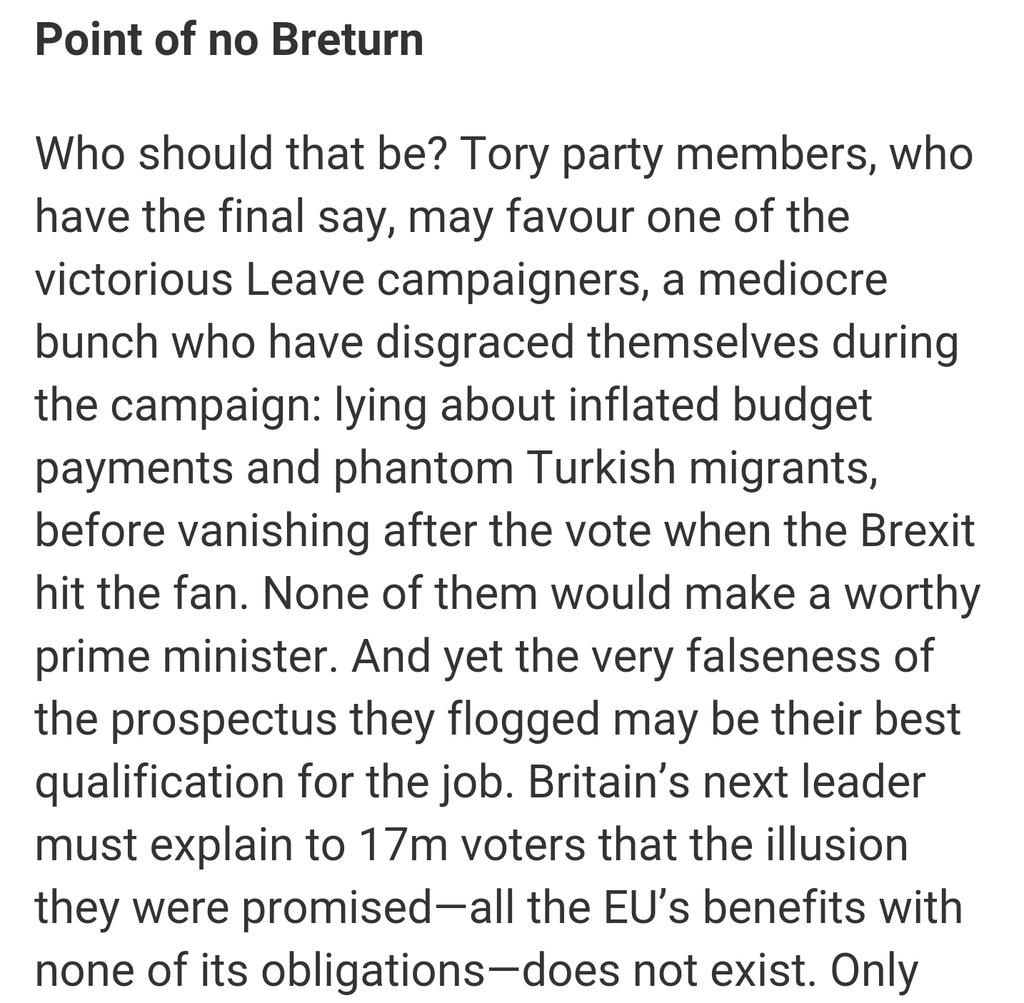 Point of no Breturn
Who should that be? Tory party members, who
have the final say, may favour one of the
victorious Leave campaigners, a mediocre
bunch who have disgraced themselves during
the campaign: lying about inflated budget
payments and phantom Turkish migrants,
before vanishing after the vote when the Brexit
hit the fan. None of them would make a worthy
prime minister. And yet the very falseness of
the prospectus they flogged may be their best
qualification for the job. Britain’s next leader
must explain to 17m voters that the illusion
they were promised—all the EU’s benefits with
none of its obligations—does not exist. Only